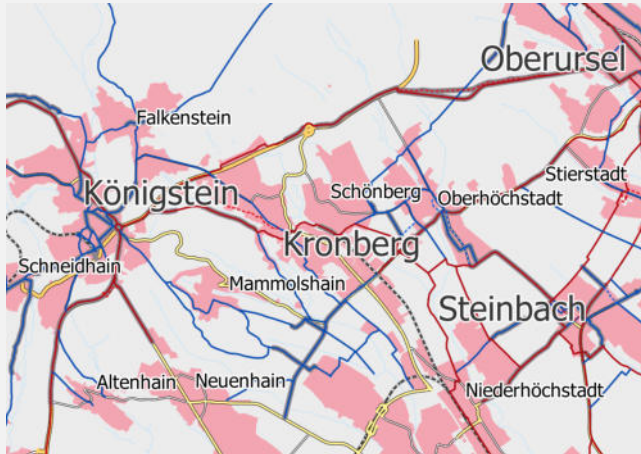 Oberursel
Falkenstein
Stierstadt
Königstein
Schönberg
Oberhöchstadt
Kronberg
Schneidhain
Mammolshain
Steinbach
Altenhain
Neuenhain
Niederhöchstadt